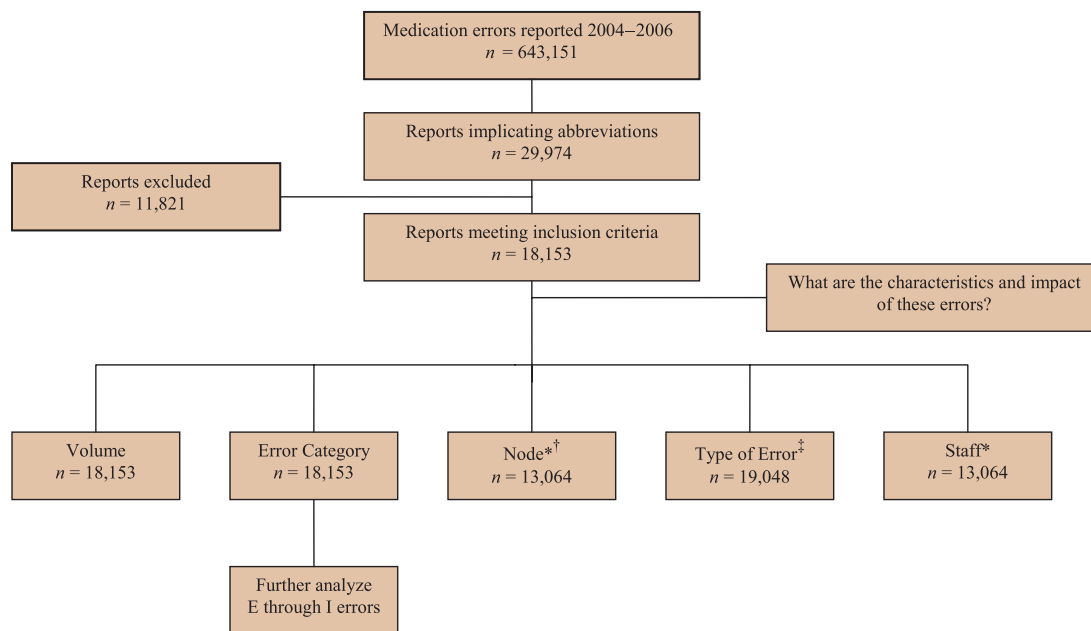 Medication errors reported 2004–2006
n = 643,151
Reports implicating abbreviations
n = 29,974
Reports excluded
n = 11,821
Reports meeting inclusion criteria
n = 18,153
What are the characteristics and impact
of these errors?
Volume
n = 18,153
Error Category
n = 18,153
Node*†
n = 13,064
Type of Error‡
n = 19,048
Staff*
n = 13,064
Further analyze
E through I errors